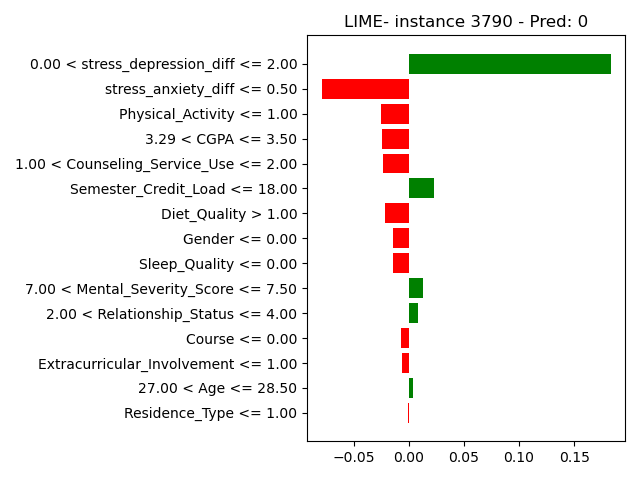 LIME- instance 3790 - Pred: 0
0.00 < stress_depression_diff <= 2.00
stress_anxiety_diff <= 0.50
Physical_Activity <= 1.00
3.29 < CGPA <= 3.50
1.00 < Counseling_Service_Use <= 2.00
Semester_Credit_Load <= 18.00
Diet_Quality > 1.00
Gender <= 0.00
Sleep_Quality <= 0.00
7.00 < Mental_Severity_Score <= 7.50
2.00 < Relationship_Status <= 4.00
Course <= 0.00
Extracurricular_Involvement <= 1.00
27.00 < Age <= 28.50
Residence_Type <= 1.00
−0.05 0.00 0.05 0.10 0.15